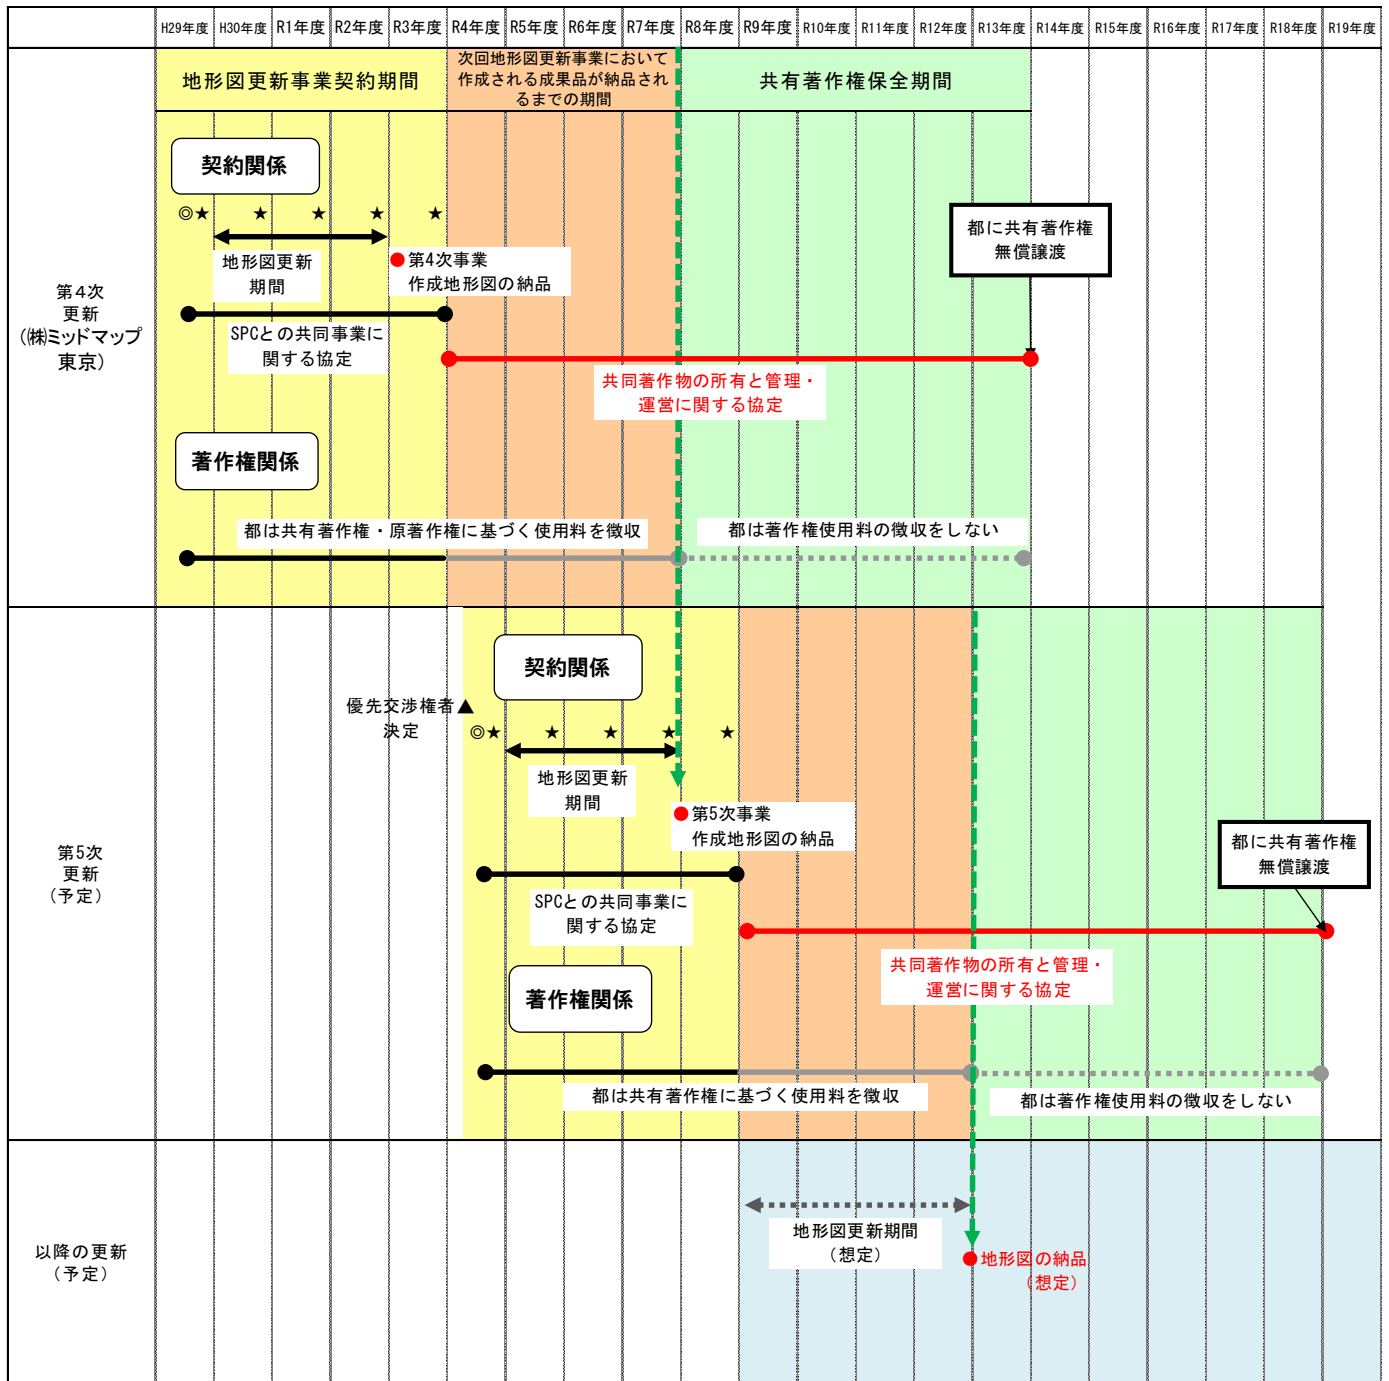 H29年度 H30年度 R1年度 R2年度 R3年度 R4年度 R5年度 R6年度 R7年度 R8年度 R9年度 R10年度 R11年度 R12年度 R13年度 R14年度 R15年度 R16年度 R17年度 R18年度 R19年度
地形図更新事業契約期間
次回地形図更新事業において
作成される成果品が納品され
るまでの期間
共有著作権保全期間
第4次
更新
(㈱ミッドマップ
東京)
契約関係
◎★ ★ ★ ★ ★
地形図更新
期間
●第4次事業
作成地形図の納品
都に共有著作権
無償譲渡
SPCとの共同事業に
関する協定
共同著作物の所有と管理・
運営に関する協定
著作権関係
都は共有著作権・原著作権に基づく使用料を徴収
都は著作権使用料の徴収をしない
第5次
更新
(予定)
契約関係
優先交渉権者▲
決定
◎★ ★ ★ ★ ★
地形図更新
期間
●第5次事業
作成地形図の納品
都に共有著作権
無償譲渡
SPCとの共同事業に
関する協定
共同著作物の所有と管理・
運営に関する協定
著作権関係
都は共有著作権に基づく使用料を徴収
都は著作権使用料の徴収をしない
以降の更新
(予定)
地形図更新期間
(想定)
●地形図の納品
(想定)